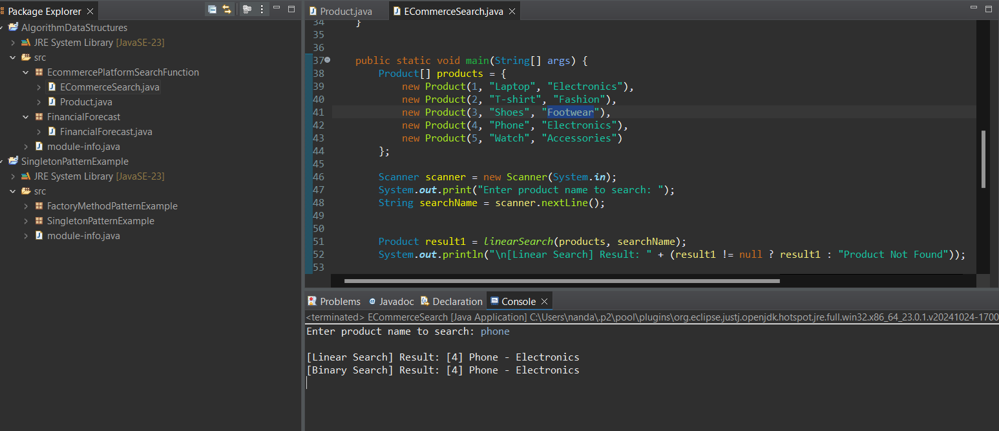 Package Explorer
AlgorithmDataStructures
JRE System Library [JavaSE-23]
src
EcommercePlatformSearchFunction
ECommerceSearch.java
Product.java
FinancialForecast
FinancialForecast.java
module-info.java
SingletonPatternExample
JRE System Library [JavaSE-23]
src
FactoryMethodPatternExample
SingletonPatternExample
module-info.java
Product.java ECommerceSearch.java
34 }
35
36
37 public static void main(String[] args) {
38 Product[] products = {
39 new Product(1, "Laptop", "Electronics"),
40 new Product(2, "T-shirt", "Fashion"),
41 new Product(3, "Shoes", "Footwear"),
42 new Product(4, "Phone", "Electronics"),
43 new Product(5, "Watch", "Accessories")
44 };
45
46 Scanner scanner = new Scanner(System.in);
47 System.out.print("Enter product name to search: ");
48 String searchName = scanner.nextLine();
49
50
51 Product result1 = linearSearch(products, searchName);
52 System.out.println("\n[Linear Search] Result: " + (result1 != null ? result1 : "Product Not Found"));
53
Problems @ Javadoc Declaration Console
<terminated> ECommerceSearch [Java Application] C:\Users\nanda\.p2\pool\plugins\org.eclipse.justj.openjdk.hotspot.jre.full.win32.x86_64_23.0.1.v20241024-1700
Enter product name to search: phone
[Linear Search] Result: [4] Phone - Electronics
[Binary Search] Result: [4] Phone - Electronics